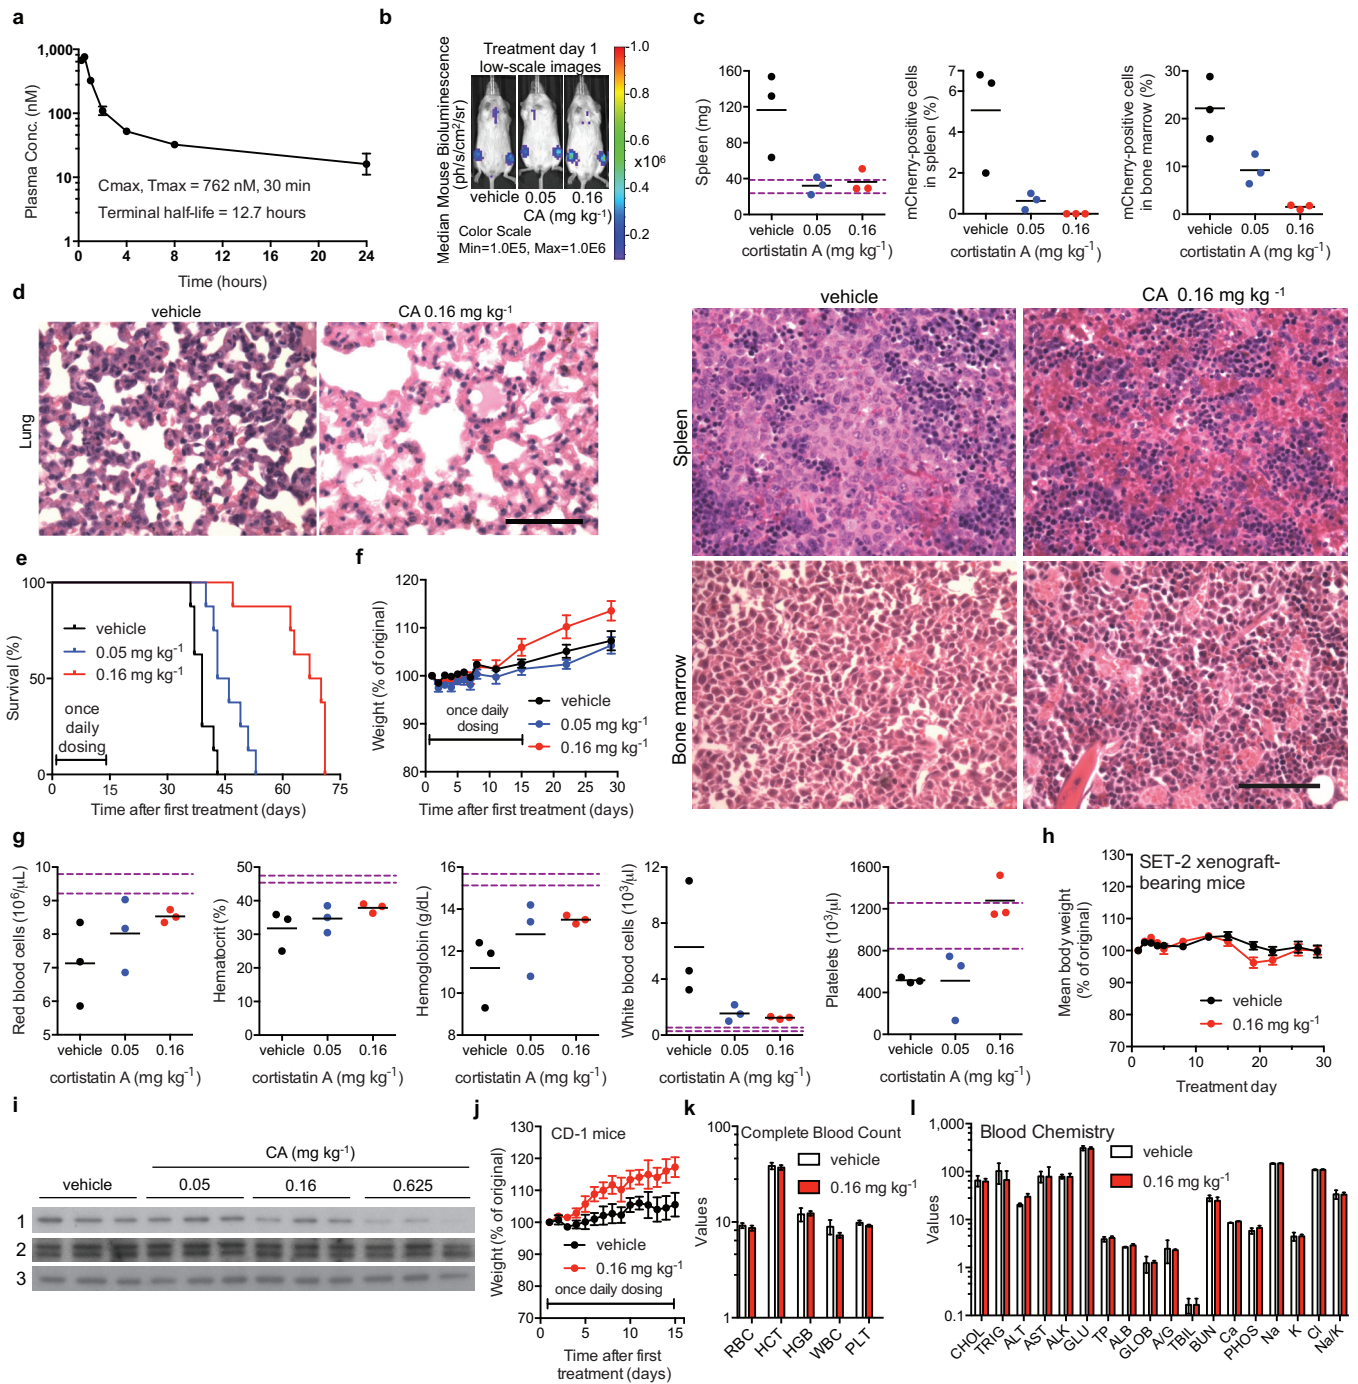 a
1,000
100
10
1
Plasma Conc. (nM)
Cmax, Tmax = 762 nM, 30 min
Terminal half-life = 12.7 hours
0 4 8 12 16 20 24
Time (hours)
b
Treatment day 1
low-scale images
Median Mouse Bioluminescence
(ph/s/cm2/sr)
vehicle 0.05 0.16
CA (mg kg-1)
Color Scale
Min=1.0E5, Max=1.0E6
1.0
0.8
0.6
x10⁶
0.4
0.2
c
Spleen (mg)
160
120
80
40
0
vehicle 0.05 0.16
cortistatin A (mg kg-1)
mCherry-positive cells
in spleen (%)
7
6
4
2
0
vehicle 0.05 0.16
cortistatin A (mg kg-1)
mCherry-positive cells
in bone marrow (%)
30
20
10
0
vehicle 0.05 0.16
cortistatin A (mg kg-1)
d
vehicle
CA 0.16 mg kg-1
Lung
vehicle
CA 0.16 mg kg -1
Spleen
Bone marrow
e
Survival (%)
100
50
0
vehicle
0.05 mg kg-1
0.16 mg kg-1
once
daily
dosing
15 30 45 60 75
Time after first treatment (days)
f
Weight (% of original)
120
110
100
90
80
once daily
dosing
vehicle
0.05 mg kg-1
0.16 mg kg-1
0 5 10 15 20 25 30
Time after first treatment (days)
g
Red blood cells (10⁶/μL)
10
9
8
7
6
5
vehicle 0.05 0.16
cortistatin A (mg kg-1)
Hematocrit (%)
50
40
30
20
10
0
vehicle 0.05 0.16
cortistatin A (mg kg-1)
Hemoglobin (g/dL)
16
14
12
10
8
vehicle 0.05 0.16
cortistatin A (mg kg-1)
White blood cells (10³/μl)
12
8
4
0
vehicle 0.05 0.16
cortistatin A (mg kg-1)
Platelets (10³/μl)
1600
1200
800
400
0
vehicle 0.05 0.16
cortistatin A (mg kg-1)
h
SET-2 xenograft-
bearing mice
Mean body weight
(% of original)
130
120
110
100
90
80
70
vehicle
0.16 mg kg-1
0 5 10 15 20 25 30
Treatment day
i
CA (mg kg-1)
vehicle 0.05 0.16 0.625
1
2
3
j
CD-1 mice
Weight (% of original)
130
120
110
100
90
80
70
vehicle
0.16 mg kg-1
once daily dosing
0 5 10 15
Time after first
treatment (days)
k
Complete Blood Count
vehicle
0.16 mg kg-1
Values
100
10
1
RBC HCT HGB WBC PLT
l
Blood Chemistry
vehicle
0.16 mg kg-1
Values
1,000
100
10
1
0.1
CHOL TRIG ALT AST ALK GLU TP ALB GLOB A/G TBIL BUN Ca PHOS Na K Cl Na/K